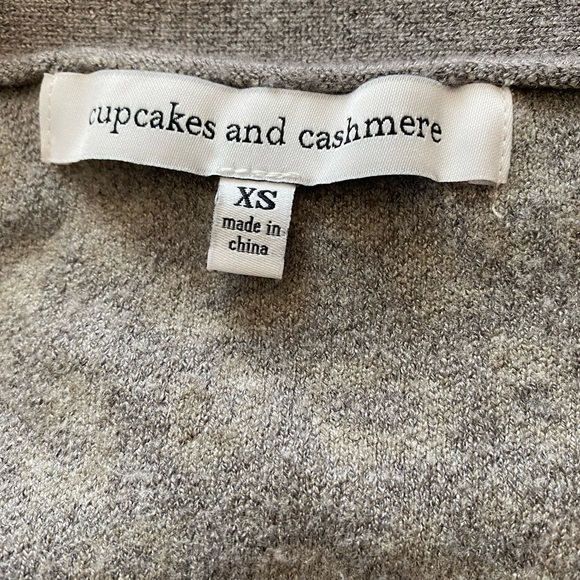 cupcakes and cashmere
XS
made in
china